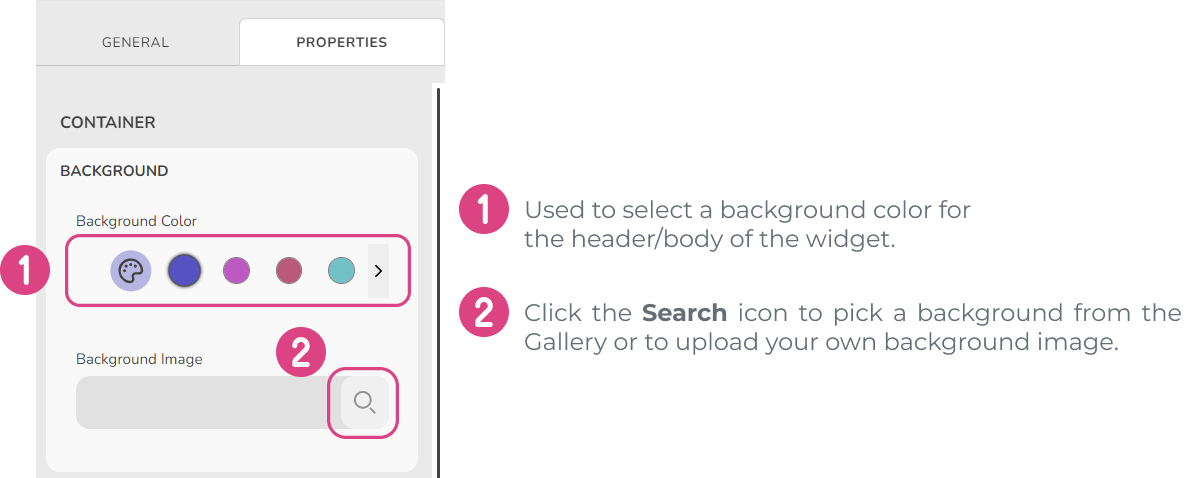 GENERAL
PROPERTIES
CONTAINER
BACKGROUND
Background Color
1
Background Image
2
1
Used to select a background color for
the header/body of the widget.
2
Click the Search icon to pick a background from the
Gallery or to upload your own background image.